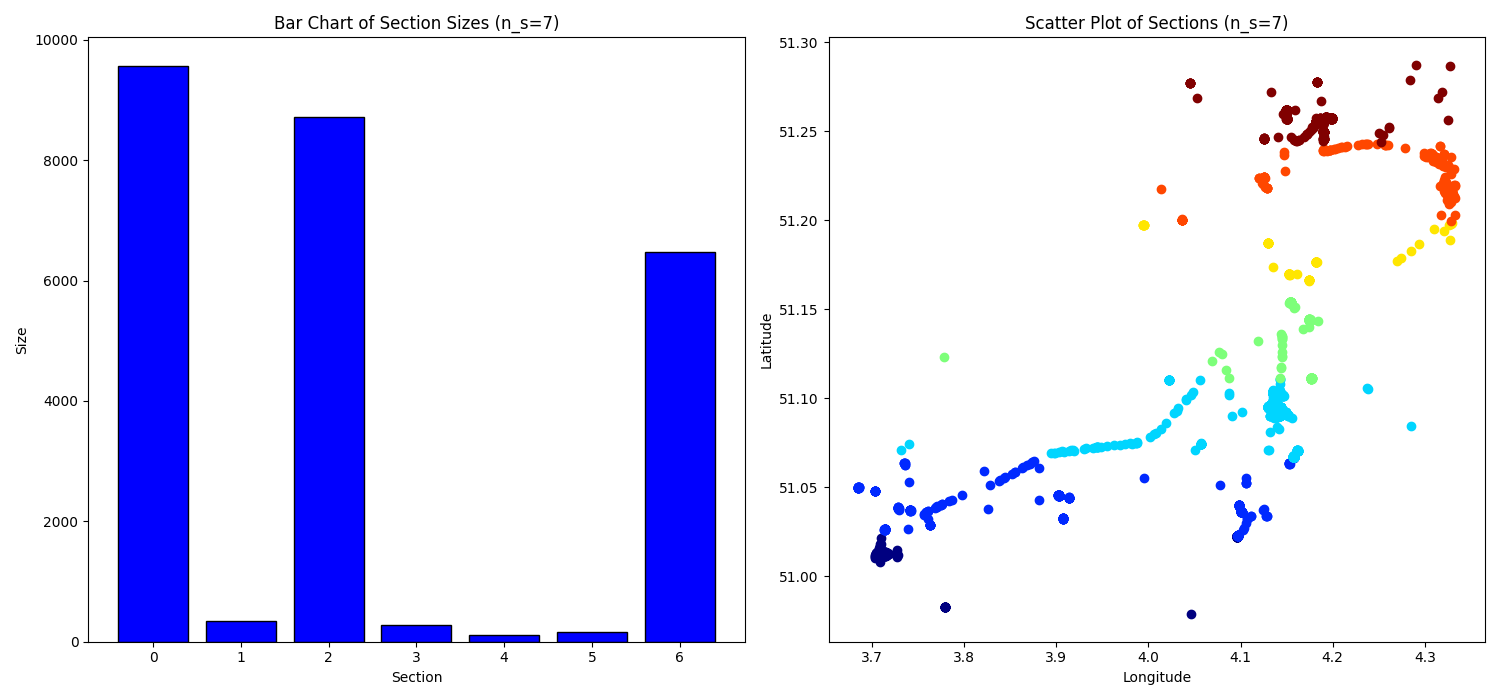 Bar Chart of Section Sizes (n_s=7)
10000
8000
6000
4000
2000
0
Size
0 1 2 3 4 5 6
Section
Scatter Plot of Sections (n_s=7)
51.30
51.25
51.20
51.15
51.10
51.05
51.00
Latitude
3.7 3.8 3.9 4.0 4.1 4.2 4.3
Longitude